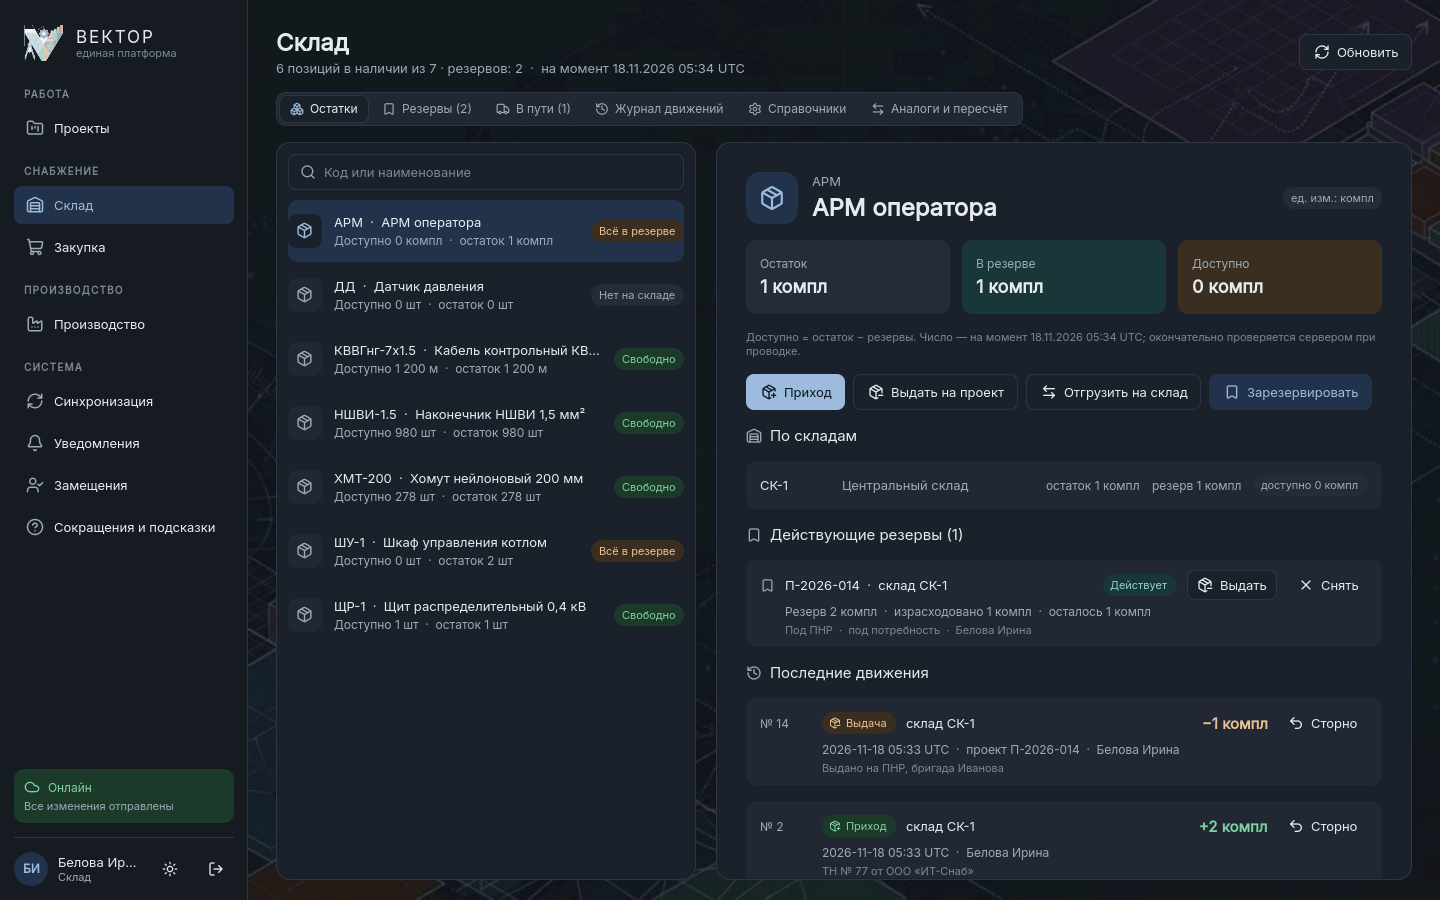 ВЕКТОР
единая платформа
РАБОТА
Проекты
СНАБЖЕНИЕ
Склад
Закупка
ПРОИЗВОДСТВО
Производство
СИСТЕМА
Синхронизация
Уведомления
Замещения
Сокращения и подсказки
Онлайн
Все изменения отправлены
БИ
Белова Ир...
Склад
Склад
6 позиций в наличии из 7 · резервов: 2 · на момент 18.11.2026 05:34 UTC
Обновить
Остатки
Резервы (2)
В пути (1)
Журнал движений
Справочники
Аналоги и пересчёт
Код или наименование
АРМ · АРМ оператора
Доступно 0 компл · остаток 1 компл
Всё в резерве
ДД · Датчик давления
Доступно 0 шт · остаток 0 шт
Нет на складе
КВВГнг-7х1.5 · Кабель контрольный КВ...
Доступно 1 200 м · остаток 1 200 м
Свободно
НШВИ-1.5 · Наконечник НШВИ 1,5 мм²
Доступно 980 шт · остаток 980 шт
Свободно
ХМТ-200 · Хомут нейлоновый 200 мм
Доступно 278 шт · остаток 278 шт
Свободно
ШУ-1 · Шкаф управления котлом
Доступно 0 шт · остаток 2 шт
Всё в резерве
ЩР-1 · Щит распределительный 0,4 кВ
Доступно 1 шт · остаток 1 шт
Свободно
АРМ
АРМ оператора
ед. изм.: компл
Остаток
1 компл
В резерве
1 компл
Доступно
0 компл
Доступно = остаток − резервы. Число — на момент 18.11.2026 05:34 UTC; окончательно проверяется сервером при
проводке.
Приход
Выдать на проект
Отгрузить на склад
Зарезервировать
По складам
СК-1
Центральный склад
остаток 1 компл
резерв 1 компл
доступно 0 компл
Действующие резервы (1)
П-2026-014 · склад СК-1
Действует
Выдать
Снять
Резерв 2 компл · израсходовано 1 компл · осталось 1 компл
Под ПНР · под потребность · Белова Ирина
Последние движения
№ 14
Выдача
склад СК-1
−1 компл
Сторно
2026-11-18 05:33 UTC · проект П-2026-014 · Белова Ирина
Выдано на ПНР, бригада Иванова
№ 2
Приход
склад СК-1
+2 компл
Сторно
2026-11-18 05:33 UTC · Белова Ирина
ТН № 77 от ООО «ИТ-Снаб»